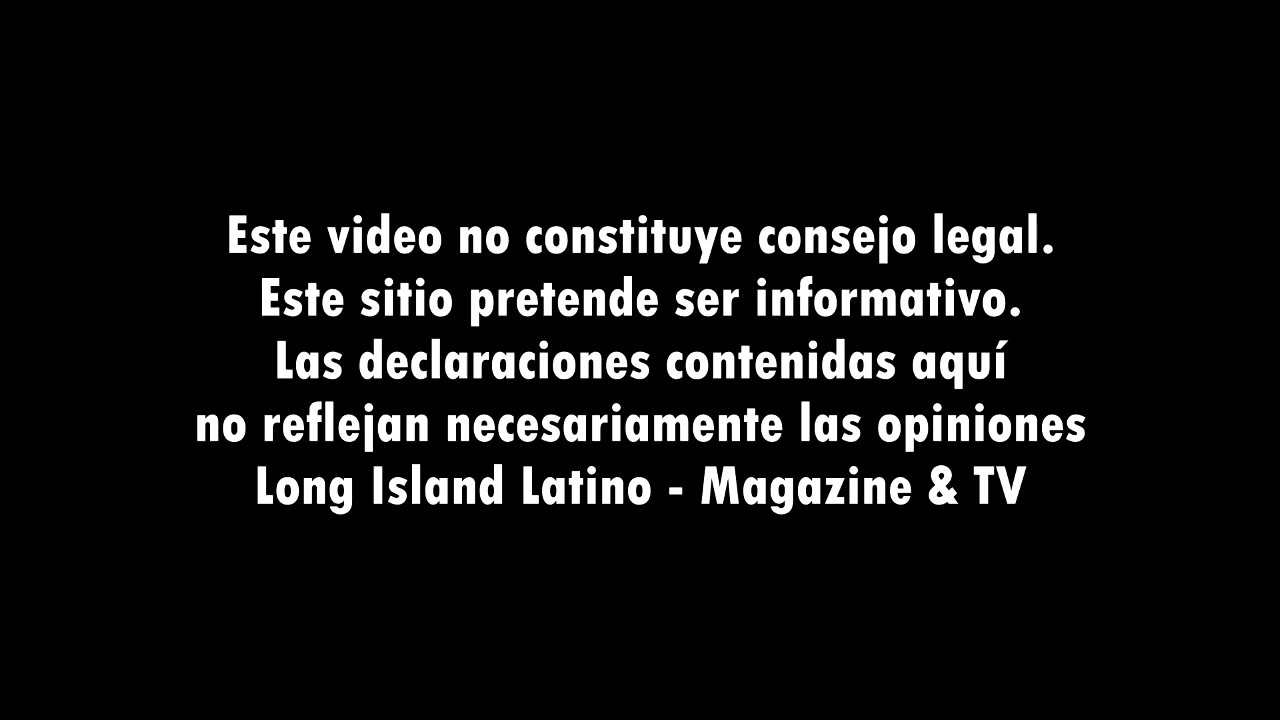 Este video no constituye consejo legal.
Este sitio pretende ser informativo.
Las declaraciones contenidas aquí
no reflejan necesariamente las opiniones
Long Island Latino - Magazine & TV